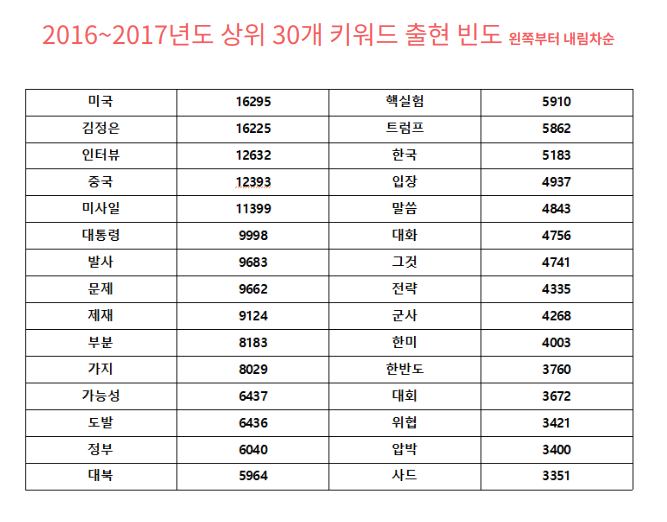 2016~2017년도 상위 30개 키워드 출현 빈도 왼쪽부터 내림차순
미국 16295 핵실험 5910
김정은 16225 트럼프 5862
인터뷰 12632 한국 5183
중국 12393 입장 4937
미사일 11399 말씀 4843
대통령 9998 대화 4756
발사 9683 그것 4741
문제 9662 전략 4335
제재 9124 군사 4268
부분 8183 한미 4003
가지 8029 한반도 3760
가능성 6437 대회 3672
도발 6436 위협 3421
정부 6040 압박 3400
대북 5964 사드 3351